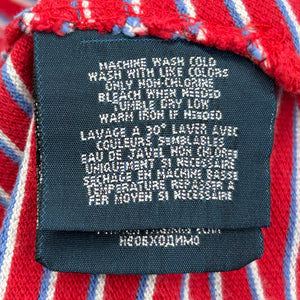 MACHINE WASH COLD
WASH WITH LIKE COLORS
ONLY NON-CHLORINE
BLEACH WHEN NEEDED
TUMBLE DRY LOW
WARM IRON IF NEEDED
LAVAGE A 30° LAVER AVEC
COULEURS SEMBLABLES
EAU DE JAVEL NON CHLORINE
UNIQUEMENT SI NECESSAIRE
SECHAGE EN MACHINE BASSE
TEMPERATURE REPASSER A
FER MOYEN SI NECESSAIRE
НЕОБХОДИМО